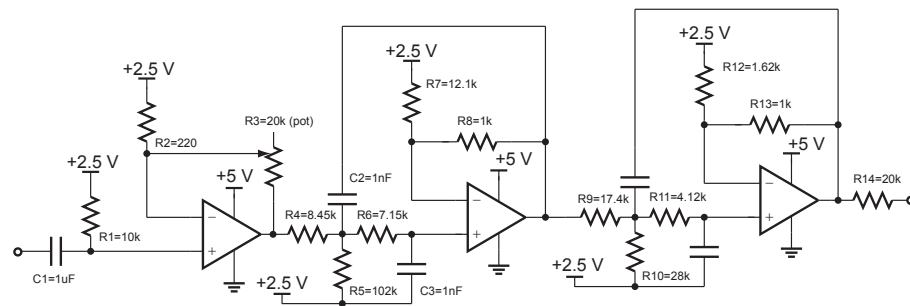 +2.5 V
R2=220
R3=20k (pot)
+2.5 V
R1=10k
C1=1uF
+5 V
−
+
R4=8.45k
C2=1nF
R6=7.15k
R5=102k
+2.5 V
C3=1nF
+2.5 V
R7=12.1k
R8=1k
+5 V
−
+
R9=17.4k
R11=4.12k
R10=28k
+2.5 V
+2.5 V
R12=1.62k
R13=1k
+5 V
−
+
R14=20k